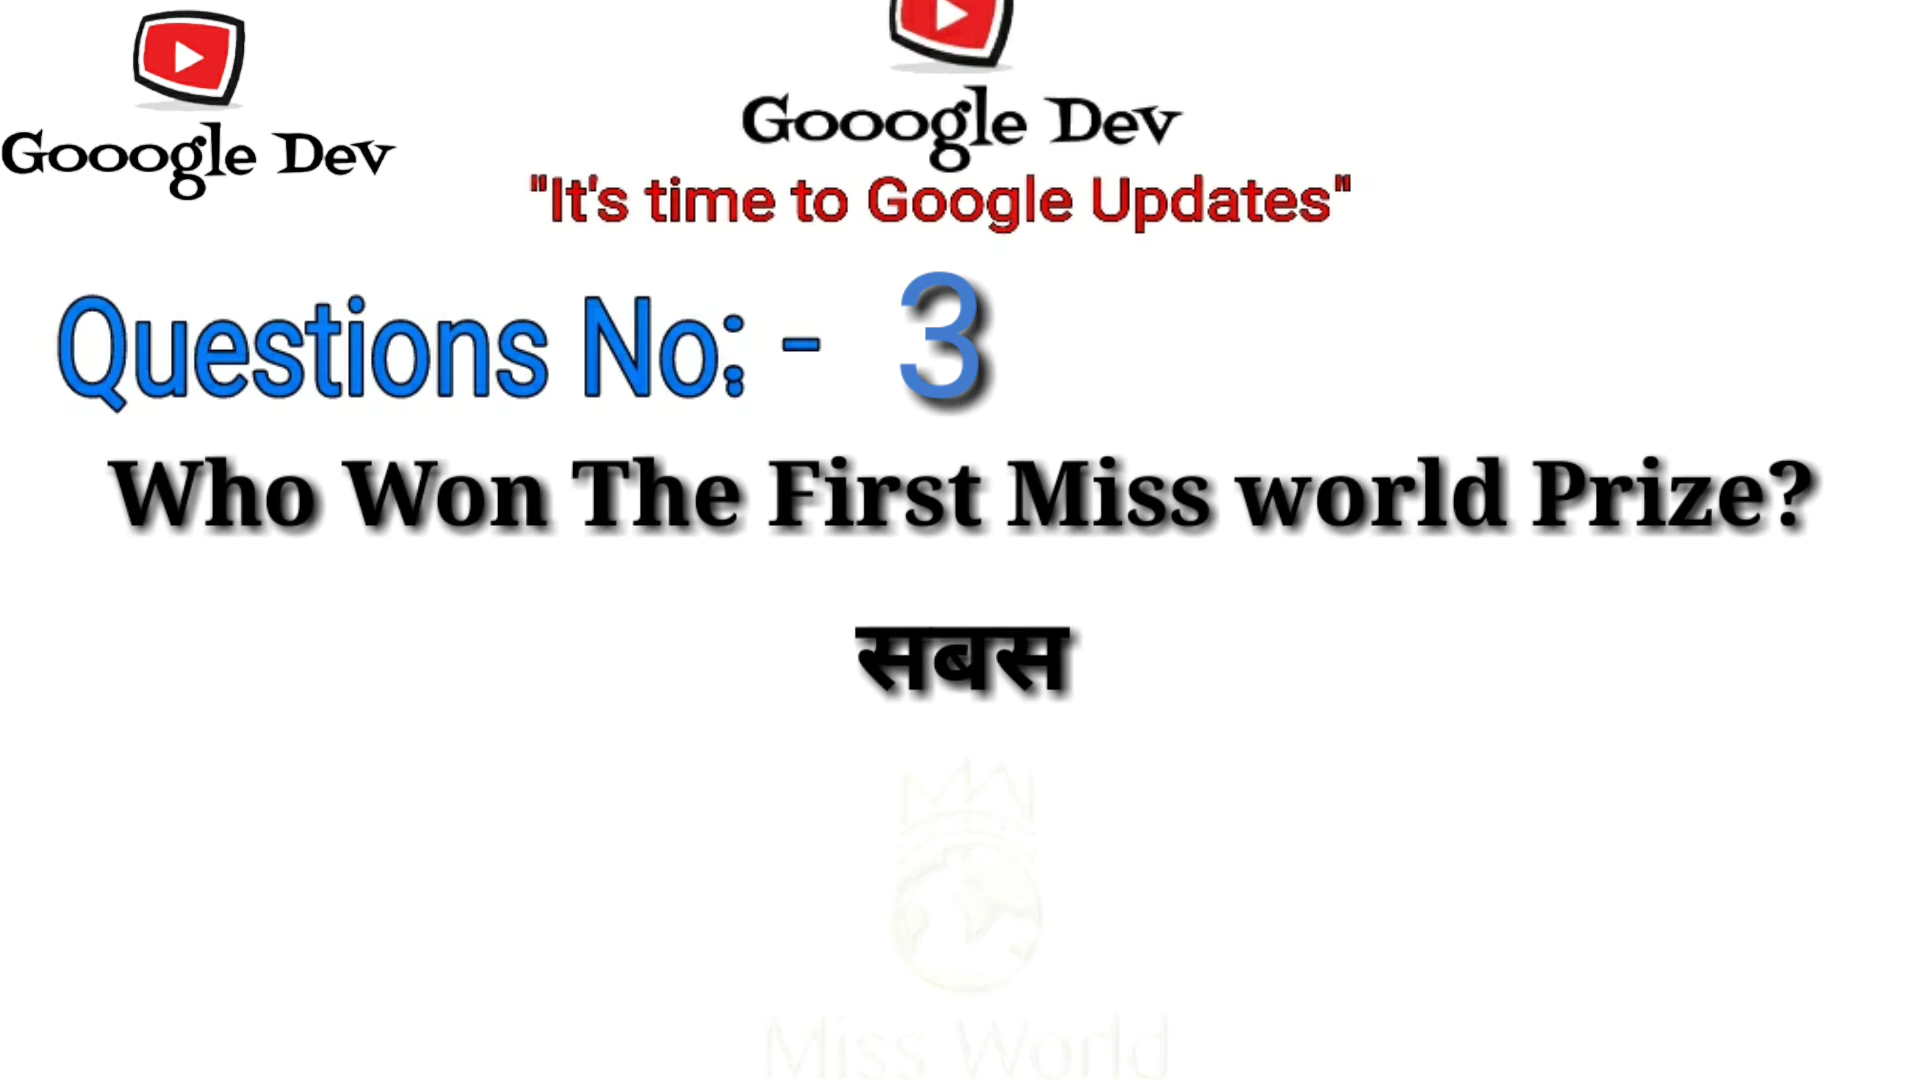 Gooogle Dev
Gooogle Dev
"It's time to Google Updates"
Questions No: - 3
Who Won The First Miss world Prize?
सबस
Miss World